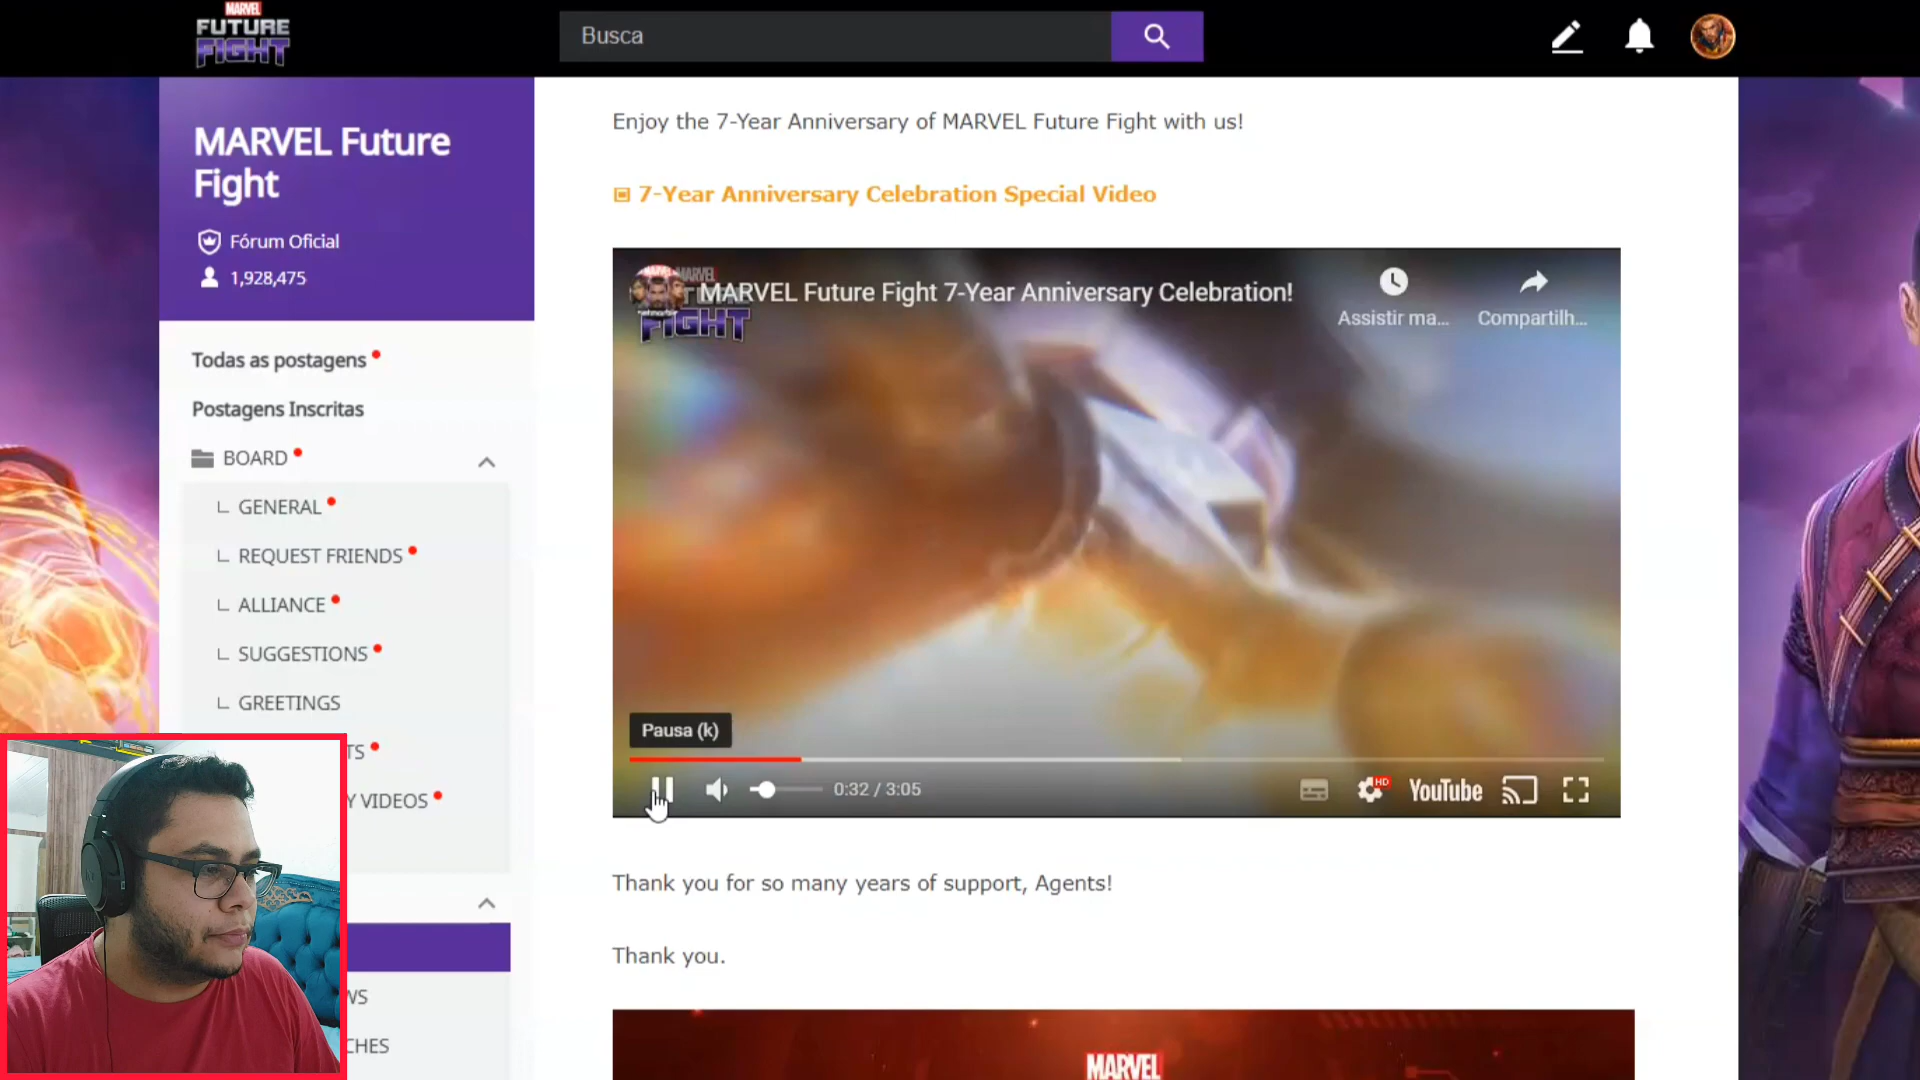 MARVEL
FUTURE
FIGHT
Busca
MARVEL Future
Fight
Fórum Oficial
1,928,475
Todas as postagens
Postagens Inscritas
BOARD
GENERAL
REQUEST FRIENDS
ALLIANCE
SUGGESTIONS
GREETINGS
TS
Y VIDEOS
WS
CHES
Enjoy the 7-Year Anniversary of MARVEL Future Fight with us!
7-Year Anniversary Celebration Special Video
MARVEL
FIGHT
MARVEL Future Fight 7-Year Anniversary Celebration!
Assistir ma...
Compartilh...
Pausa (k)
0:32 / 3:05
HD
YouTube
Thank you for so many years of support, Agents!
Thank you.
MARVEL